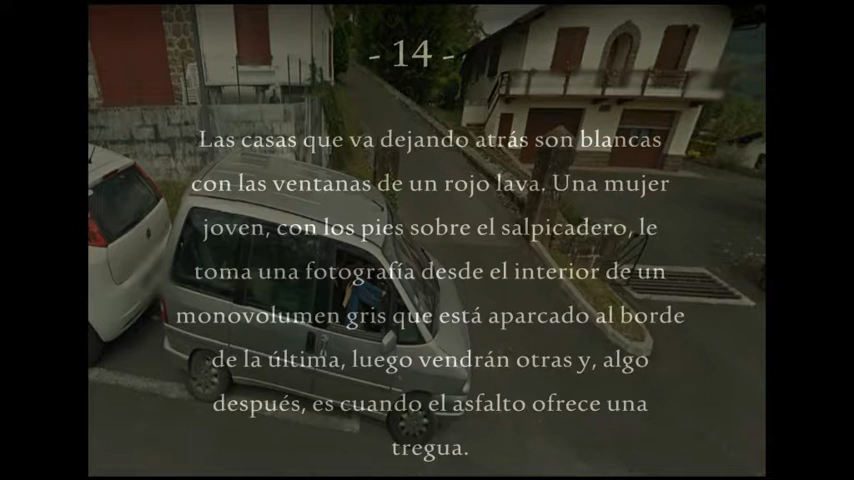 - 14 -
Las casas que va dejando atrás son blancas
con las ventanas de un rojo lava. Una mujer
joven, con los pies sobre el salpicadero, le
toma una fotografía desde el interior de un
monovolumen gris que está aparcado al borde
de la última, luego vendrán otras y, algo
después, es cuando el asfalto ofrece una
tregua.